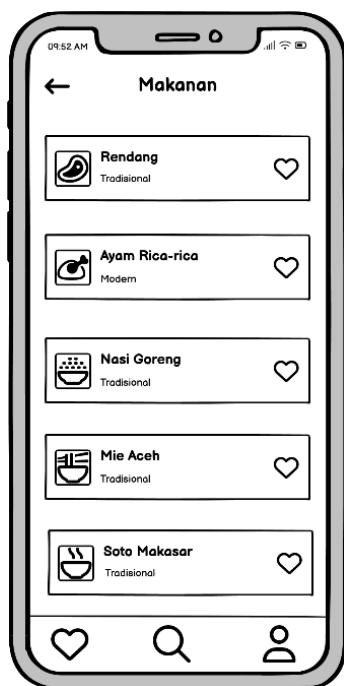 09:52 AM
Makanan
Rendang
Tradisional
Ayam Rica-rica
Modern
Nasi Goreng
Tradisional
Mie Aceh
Tradisional
Soto Makasar
Tradisional